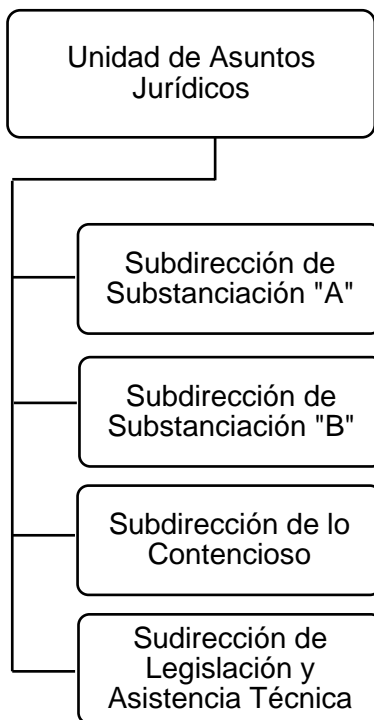 Unidad de Asuntos
Jurídicos
Subdirección de
Substanciación "A"
Subdirección de
Substanciación "B"
Subdirección de lo
Contencioso
Sudirección de
Legislación y
Asistencia Técnica